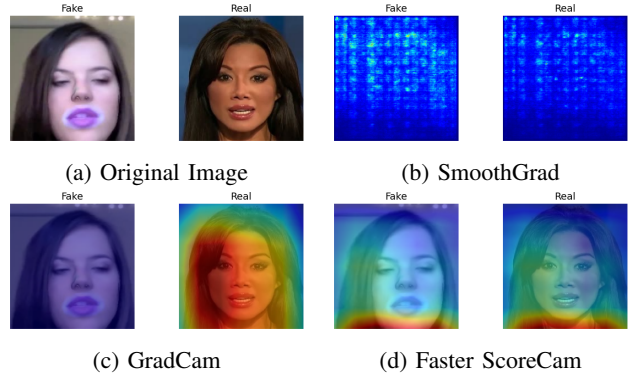 Fake Real Fake Real
(a) Original Image (b) SmoothGrad
Fake Real Fake Real
(c) GradCam (d) Faster ScoreCam